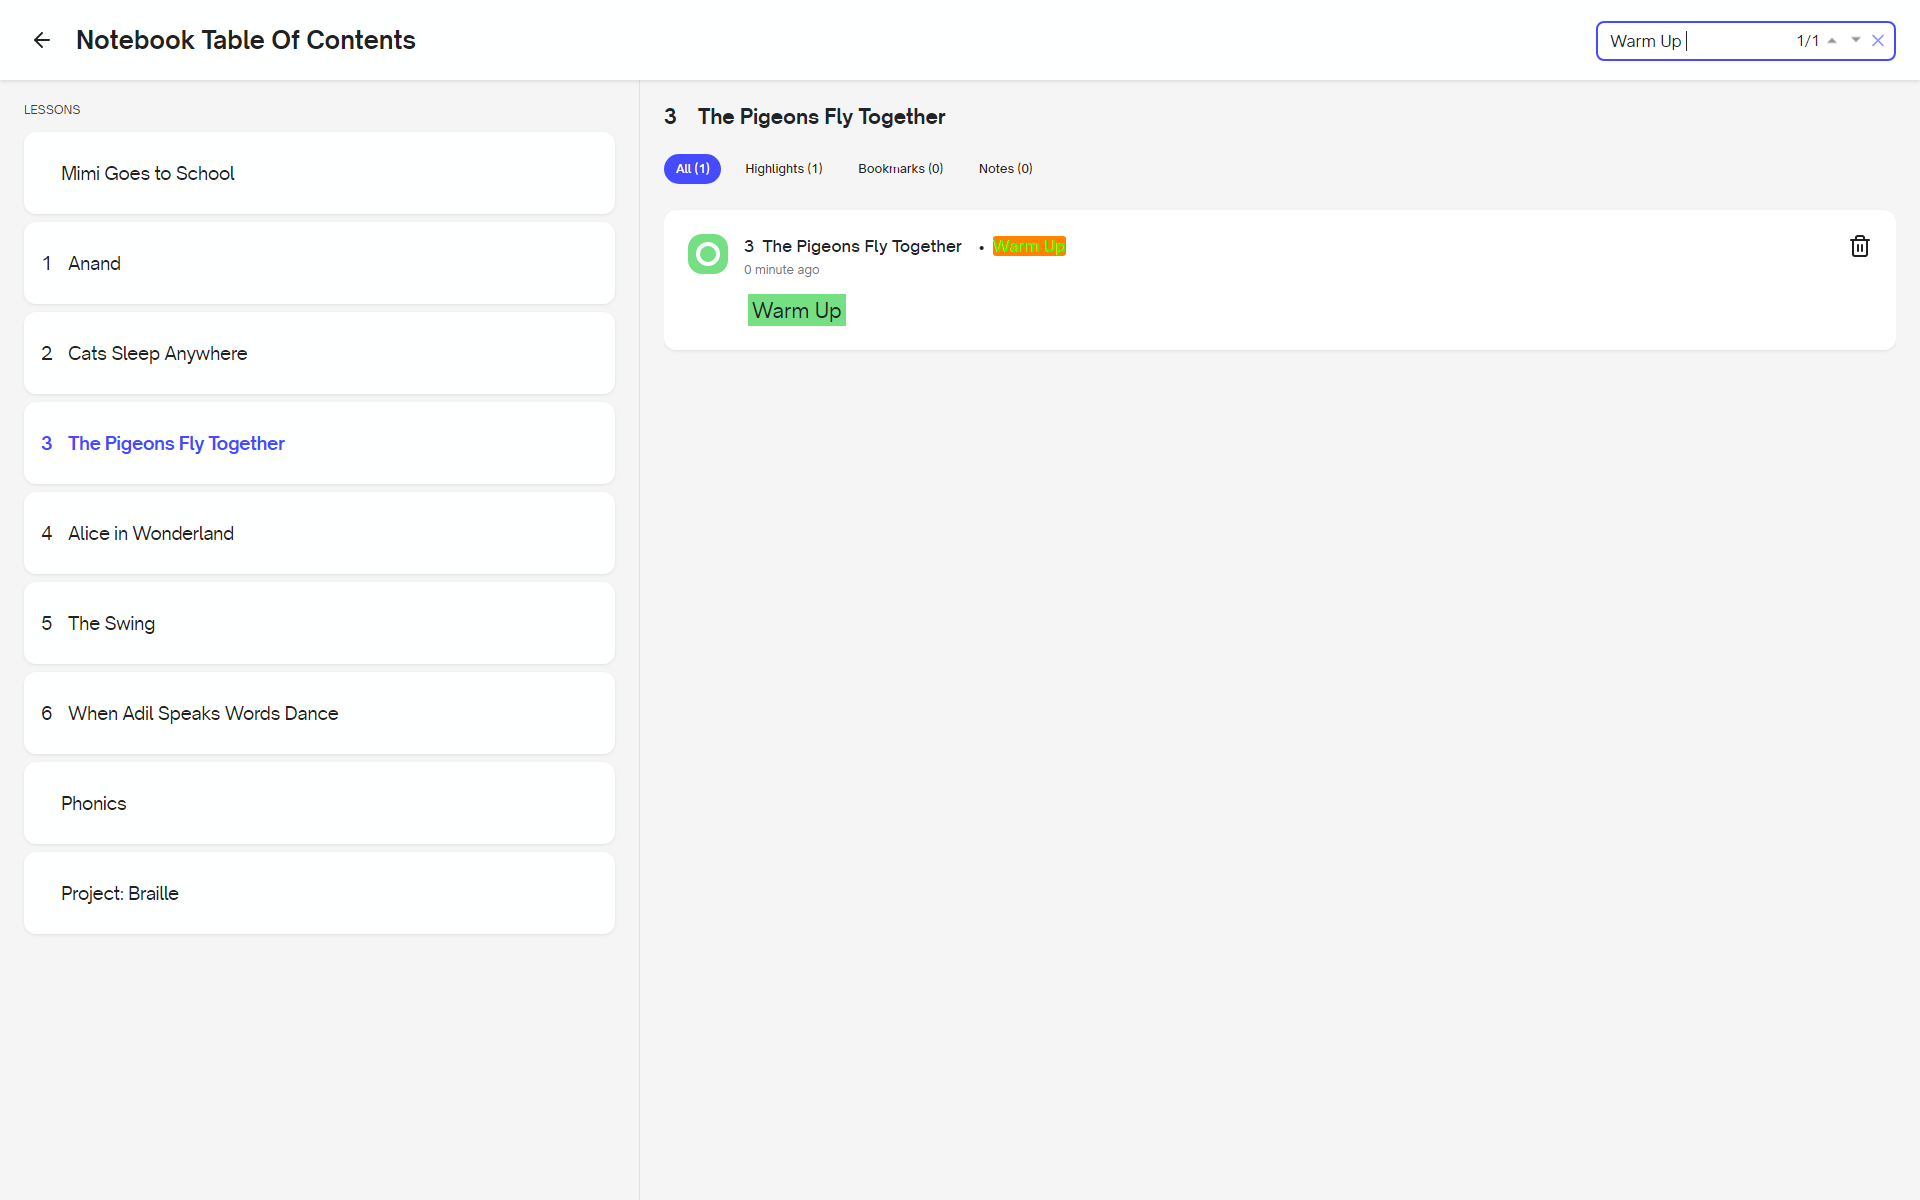 Notebook Table Of Contents
Warm Up
1/1
LESSONS
Mimi Goes to School
1 Anand
2 Cats Sleep Anywhere
3 The Pigeons Fly Together
4 Alice in Wonderland
5 The Swing
6 When Adil Speaks Words Dance
Phonics
Project: Braille
3 The Pigeons Fly Together
All (1) Highlights (1) Bookmarks (0) Notes (0)
3 The Pigeons Fly Together • Warm Up
0 minute ago
Warm Up